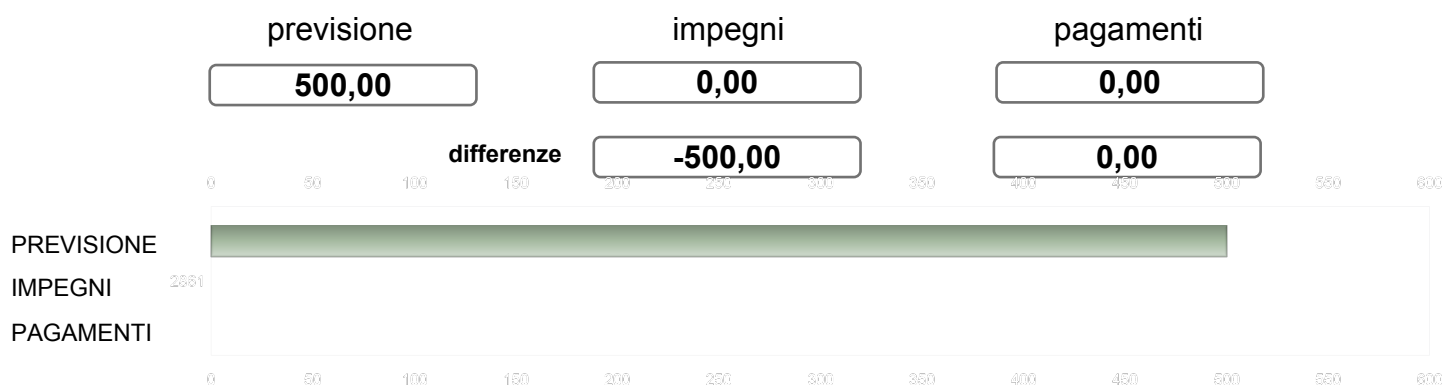 previsione impegni pagamenti
500,00 0,00 0,00
differenze -500,00 0,00
0 50 100 150 200 250 300 350 400 450 500 550 600
PREVISIONE
2861
IMPEGNI
PAGAMENTI
0 50 100 150 200 250 300 350 400 450 500 550 600